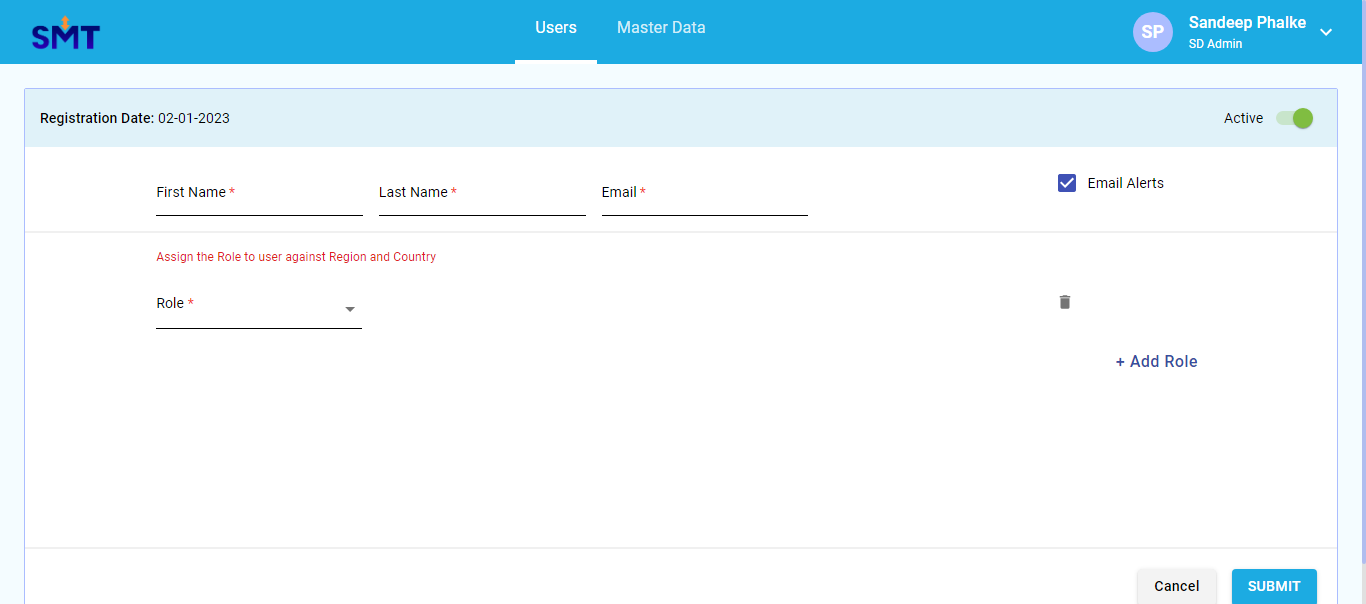 SMT
Users
Master Data
SP
Sandeep Phalke
SD Admin
Registration Date: 02-01-2023
Active
First Name *
Last Name *
Email *
Email Alerts
Assign the Role to user against Region and Country
Role *
+ Add Role
Cancel
SUBMIT